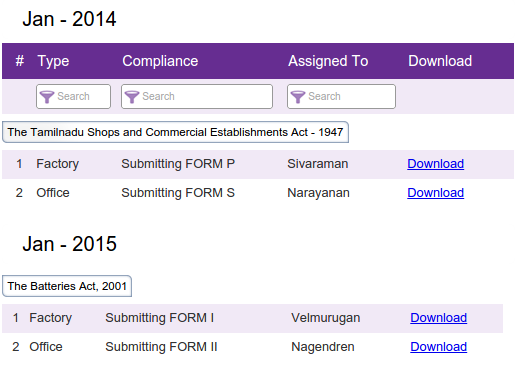 Jan - 2014
# Type Compliance Assigned To Download
Search Search Search
The Tamilnadu Shops and Commercial Establishments Act - 1947
1 Factory Submitting FORM P Sivaraman Download
2 Office Submitting FORM S Narayanan Download
Jan - 2015
The Batteries Act, 2001
1 Factory Submitting FORM I Velmurugan Download
2 Office Submitting FORM II Nagendren Download